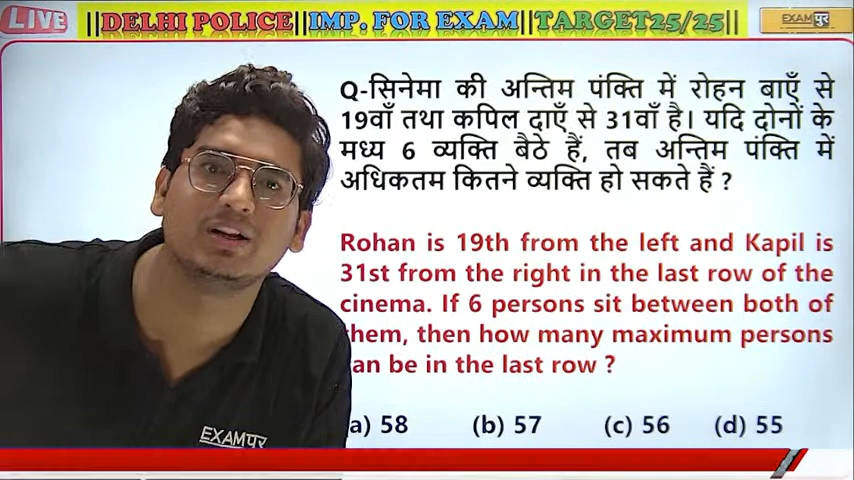 LIVE ||DELHI POLICE||IMP. FOR EXAM||TARGET25/25|| EXAMपुर
Q-सिनेमा की अन्तिम पंक्ति में रोहन बाएँ से
19वाँ तथा कपिल दाएँ से 31वाँ है। यदि दोनों के
मध्य 6 व्यक्ति बैठे हैं, तब अन्तिम पंक्ति में
अधिकतम कितने व्यक्ति हो सकते हैं ?
Rohan is 19th from the left and Kapil is
31st from the right in the last row of the
cinema. If 6 persons sit between both of
them, then how many maximum persons
an be in the last row ?
a) 58 (b) 57 (c) 56 (d) 55
EXAMपुर